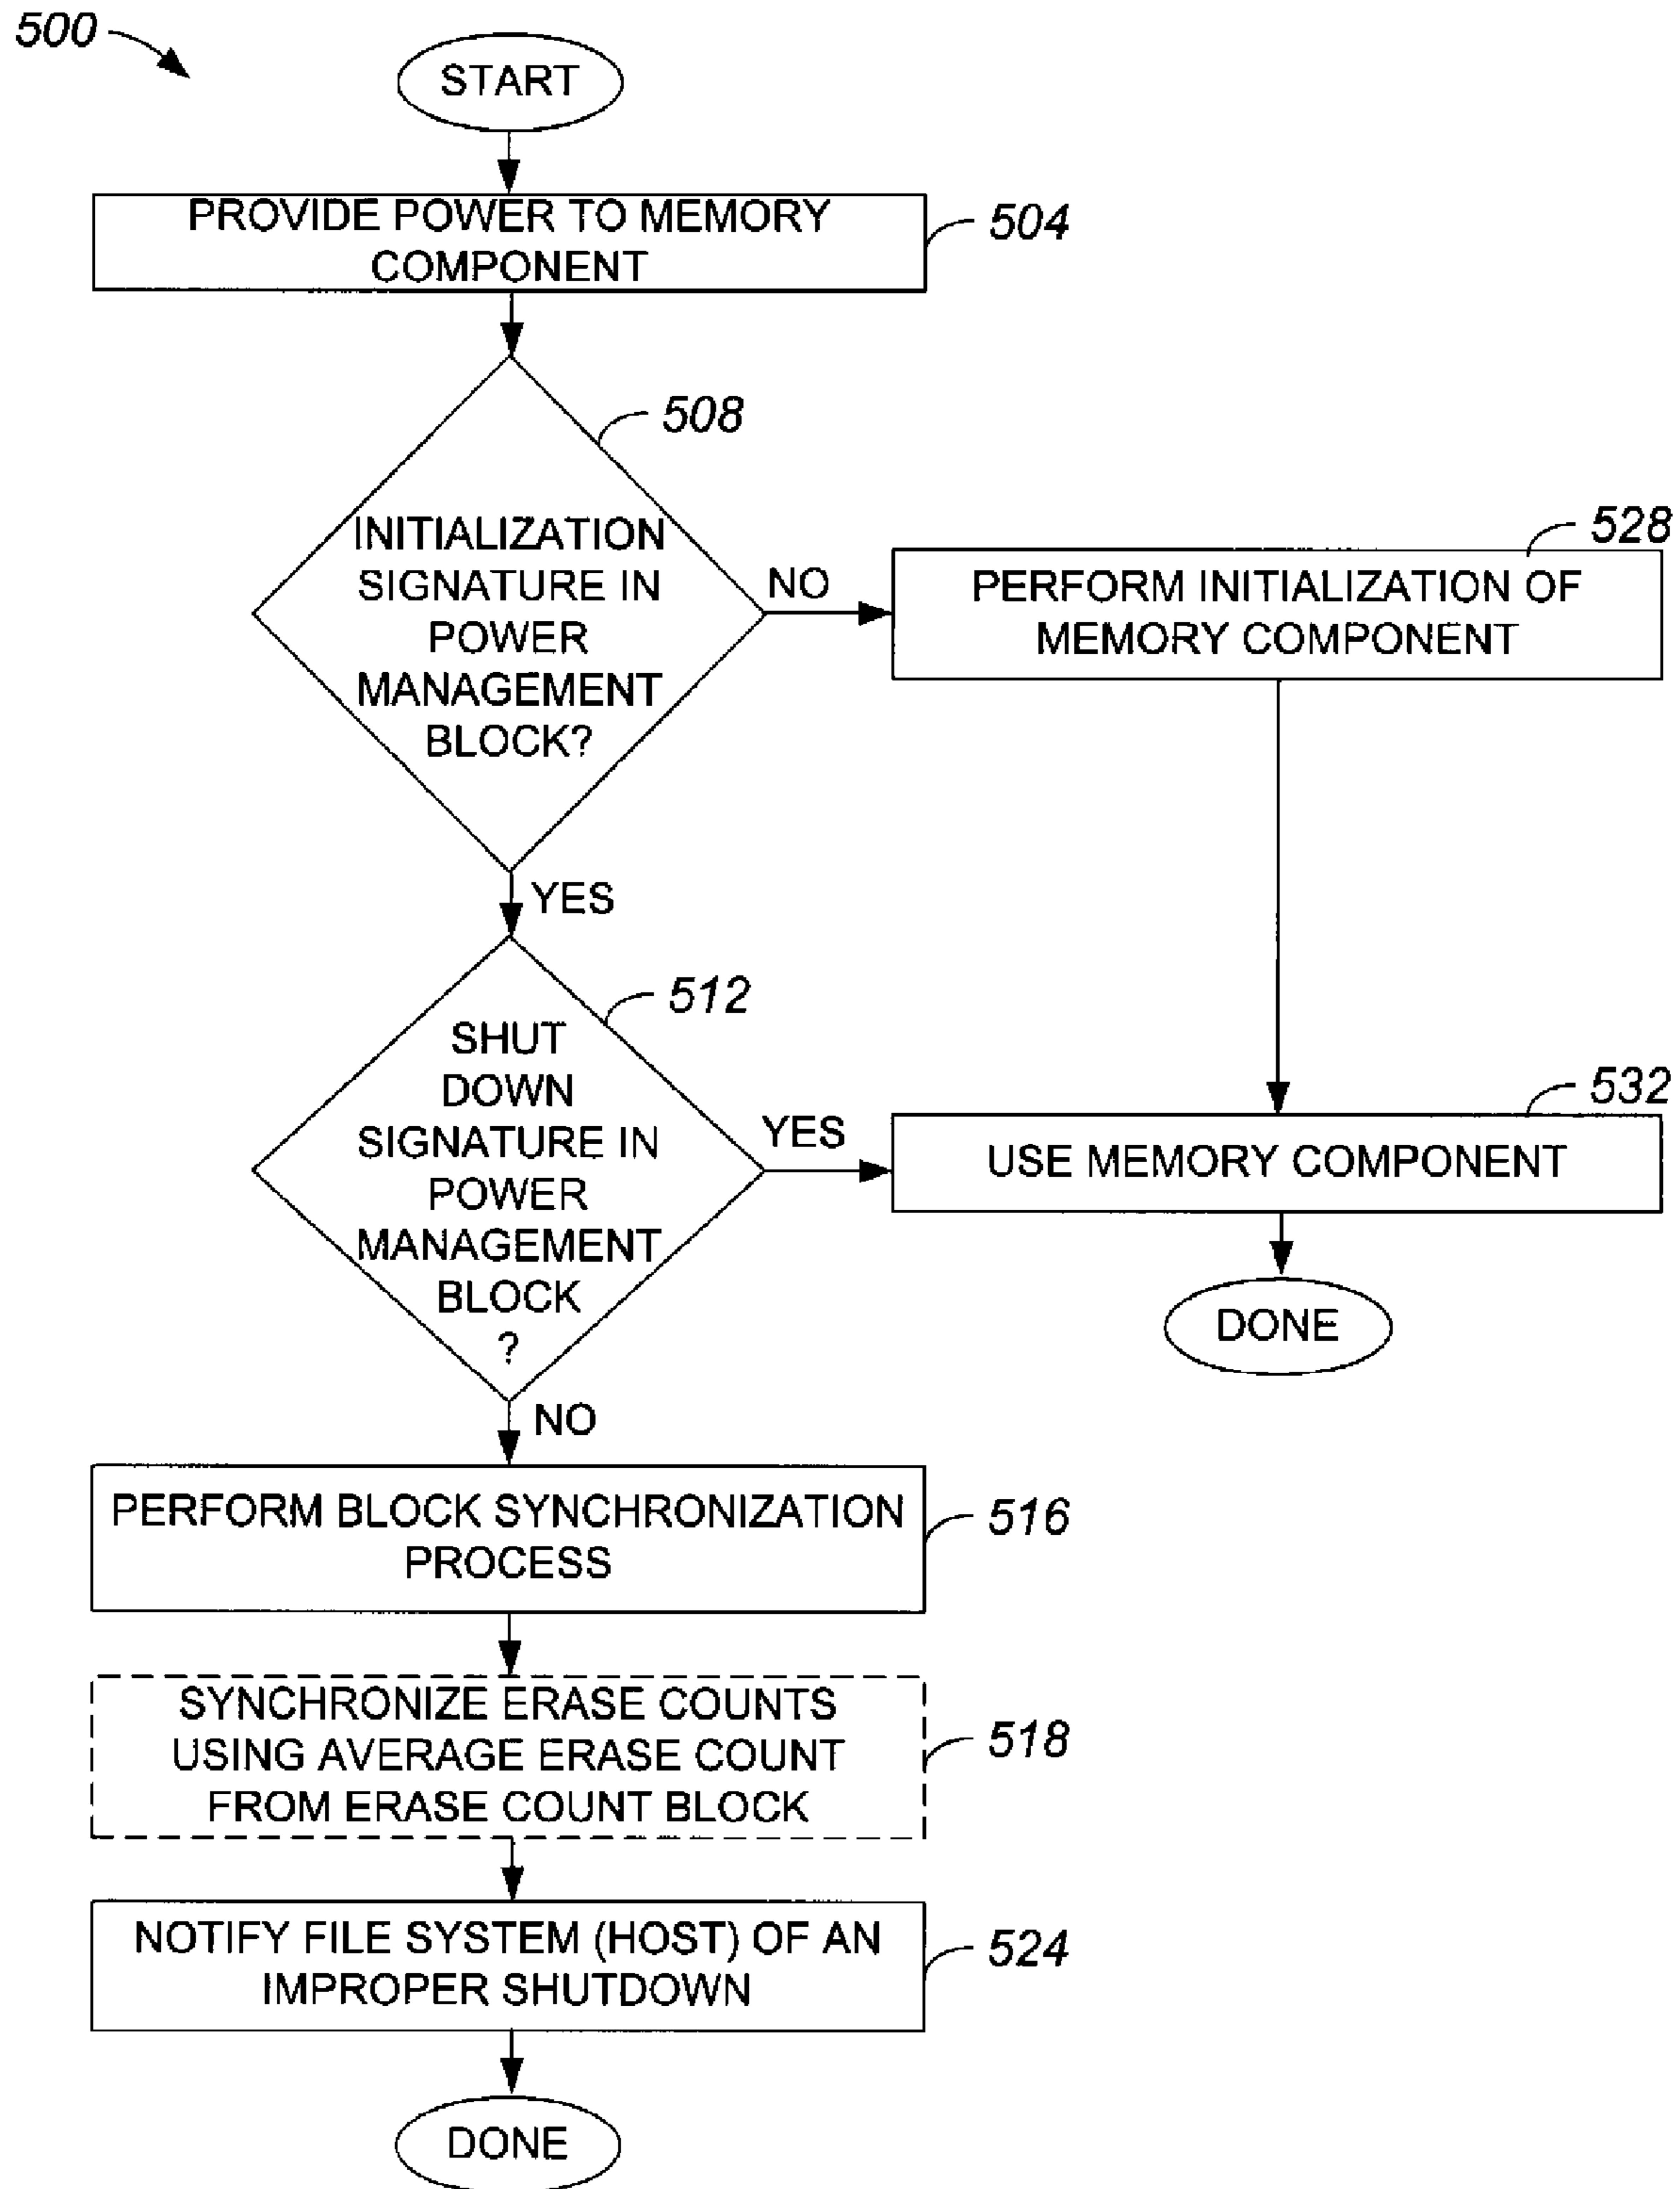 500
START
PROVIDE POWER TO MEMORY
COMPONENT
504
508
INITIALIZATION
SIGNATURE IN
POWER
MANAGEMENT
BLOCK?
NO
528
PERFORM INITIALIZATION OF
MEMORY COMPONENT
YES
512
SHUT
DOWN
SIGNATURE IN
POWER
MANAGEMENT
BLOCK
?
YES
532
USE MEMORY COMPONENT
DONE
NO
PERFORM BLOCK SYNCHRONIZATION
PROCESS
516
SYNCHRONIZE ERASE COUNTS
USING AVERAGE ERASE COUNT
FROM ERASE COUNT BLOCK
518
NOTIFY FILE SYSTEM (HOST) OF AN
IMPROPER SHUTDOWN
524
DONE